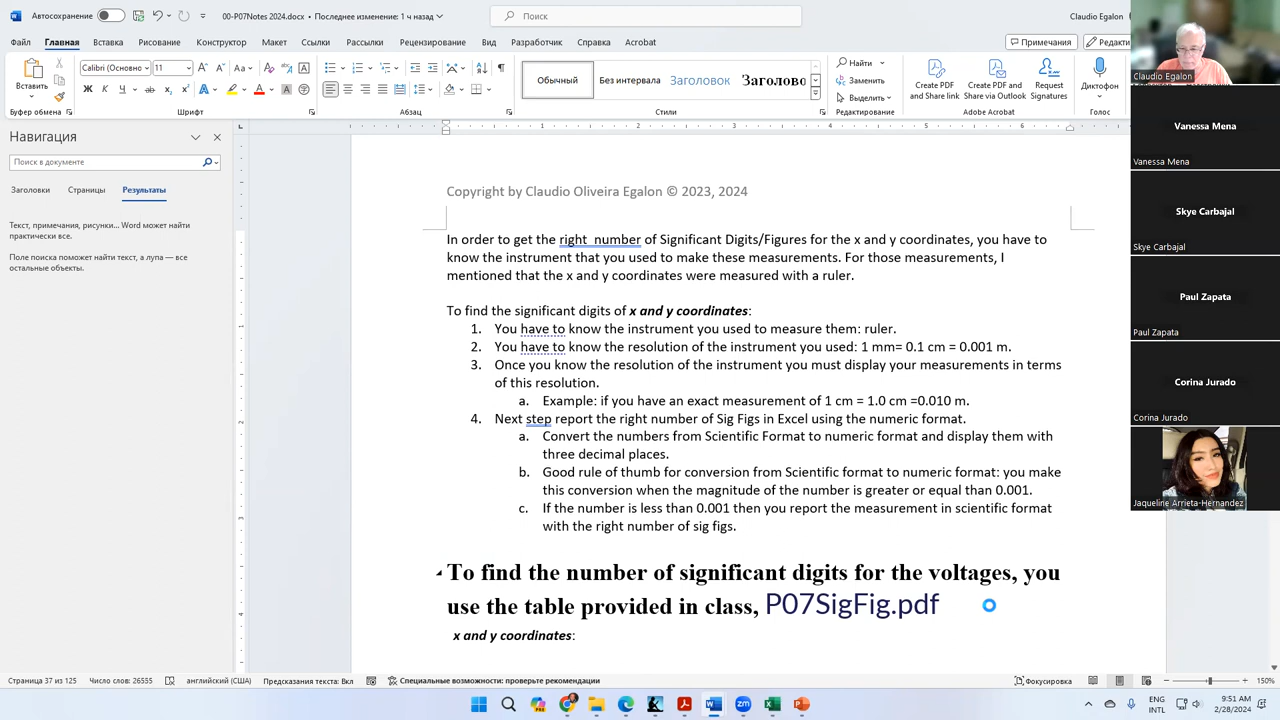 Автосохранение
00-P07Notes 2024.docx • Последнее изменение: 1 ч назад
Поиск
Claudio Egalon
Файл Главная Вставка Рисование Конструктор Макет Ссылки Рассылки Рецензирование Вид Разработчик Справка Acrobat
Примечания
Вставить
Calibri (Основно 11
Обычный Без интервала Заголовок Заголово
Найти
Заменить
Выделить
Create PDF and Share link
Create PDF and Share via Outlook
Request Signatures
Диктофон
Буфер обмена Шрифт Абзац Стили Редактирование Adobe Acrobat Голос
Навигация
Поиск в документе
Заголовки Страницы Результаты
Текст, примечания, рисунки... Word может найти
практически все.
Поле поиска поможет найти текст, а лупа — все
остальные объекты.
Copyright by Claudio Oliveira Egalon © 2023, 2024
In order to get the right number of Significant Digits/Figures for the x and y coordinates, you have to
know the instrument that you used to make these measurements. For those measurements, I
mentioned that the x and y coordinates were measured with a ruler.
To find the significant digits of x and y coordinates:
1. You have to know the instrument you used to measure them: ruler.
2. You have to know the resolution of the instrument you used: 1 mm= 0.1 cm = 0.001 m.
3. Once you know the resolution of the instrument you must display your measurements in terms
of this resolution.
a. Example: if you have an exact measurement of 1 cm = 1.0 cm =0.010 m.
4. Next step report the right number of Sig Figs in Excel using the numeric format.
a. Convert the numbers from Scientific Format to numeric format and display them with
three decimal places.
b. Good rule of thumb for conversion from Scientific format to numeric format: you make
this conversion when the magnitude of the number is greater or equal than 0.001.
c. If the number is less than 0.001 then you report the measurement in scientific format
with the right number of sig figs.
To find the number of significant digits for the voltages, you
use the table provided in class, P07SigFig.pdf
x and y coordinates:
Claudio Egalon
Vanessa Mena
Vanessa Mena
Skye Carbajal
Skye Carbajal
Paul Zapata
Paul Zapata
Corina Jurado
Corina Jurado
Jaqueline Arrieta-Hernandez
Страница 37 из 125 Число слов: 26555 английский (США) Предсказания текста: Вкл Специальные возможности: проверьте рекомендации Фокусировка 150%
ENG
INTL
9:51 AM
2/28/2024